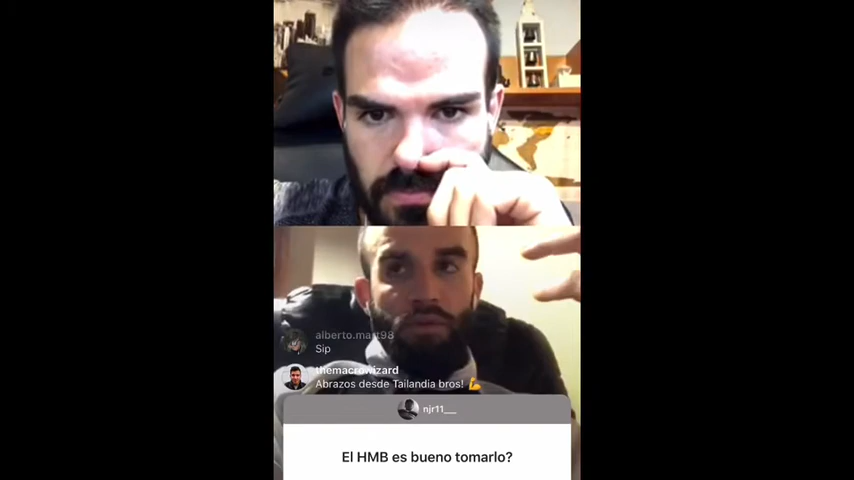 alberto.mart98
Sip
themacrowizard
Abrazos desde Tailandia bros! 💪
njr11___
El HMB es bueno tomarlo?